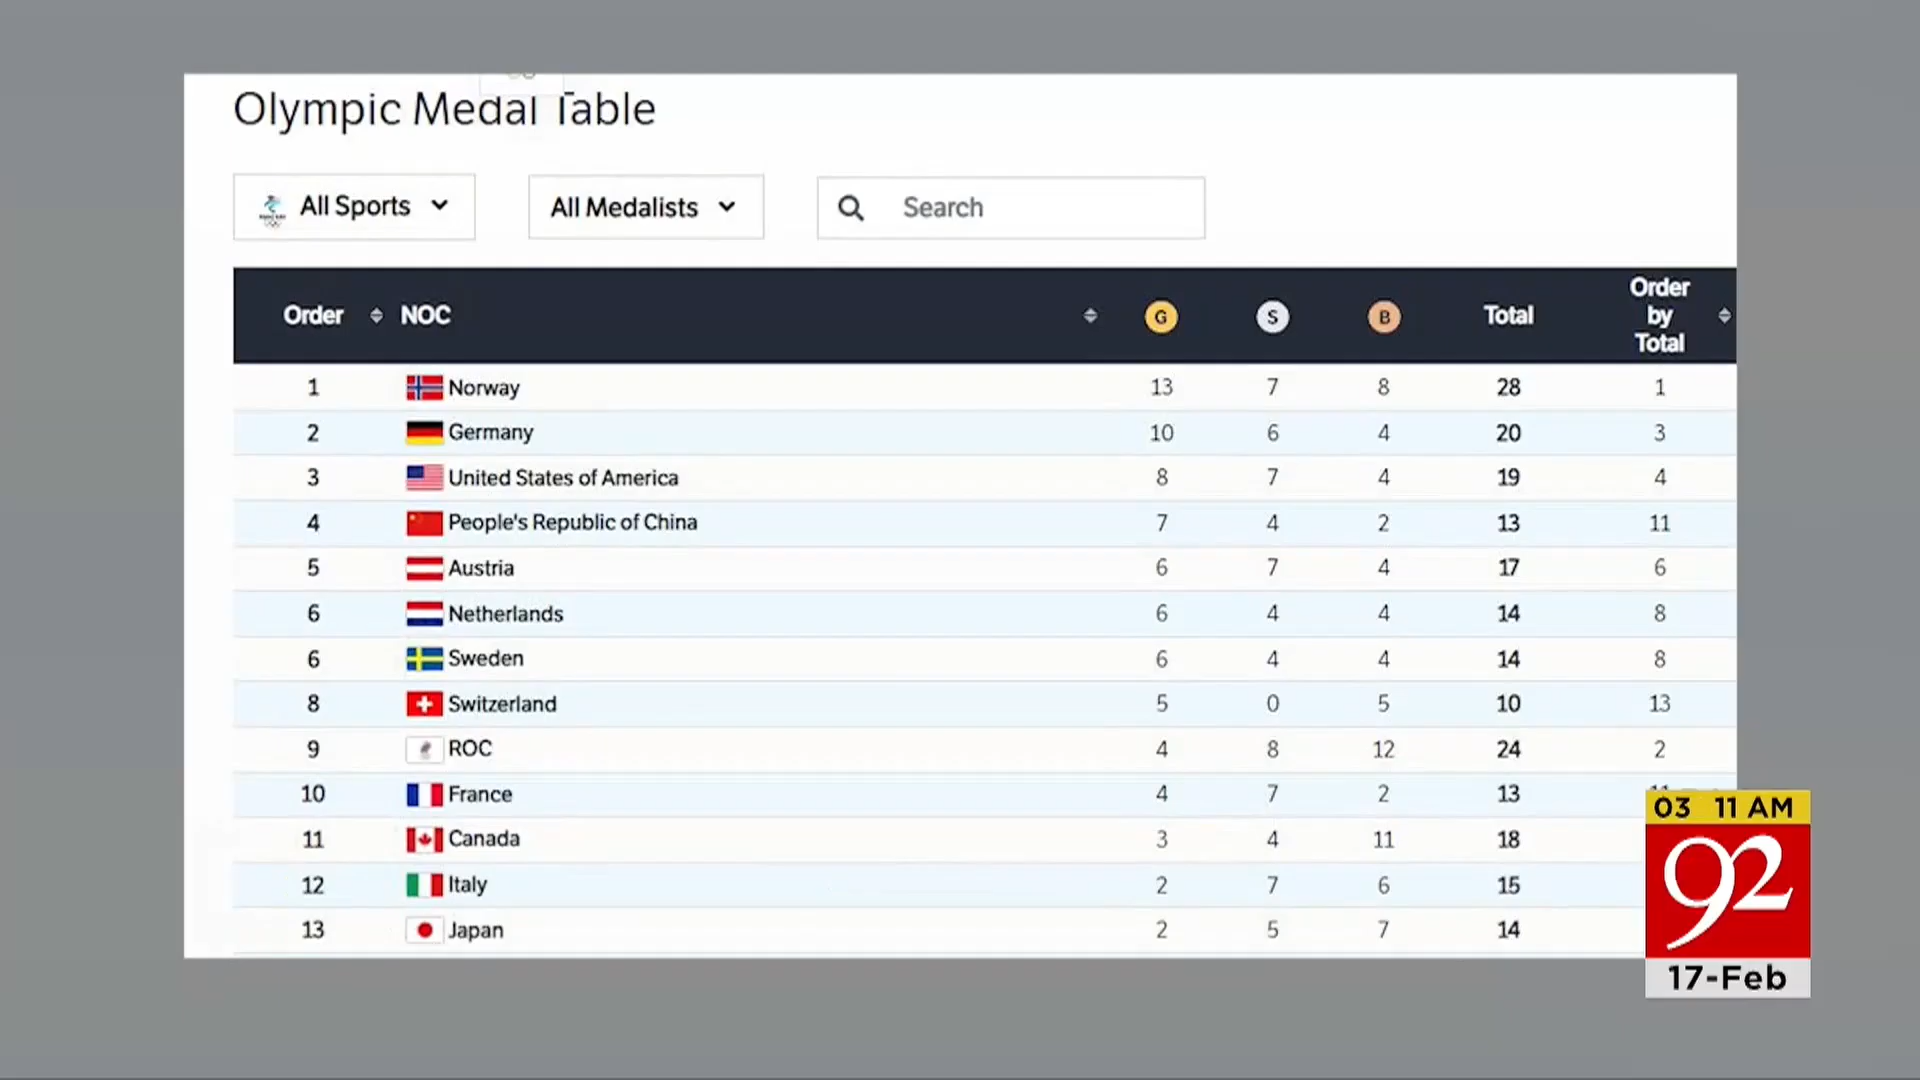 Olympic Medal Table
All Sports
All Medalists
Search
Order NOC G S B Total Order by Total
1 Norway 13 7 8 28 1
2 Germany 10 6 4 20 3
3 United States of America 8 7 4 19 4
4 People's Republic of China 7 4 2 13 11
5 Austria 6 7 4 17 6
6 Netherlands 6 4 4 14 8
6 Sweden 6 4 4 14 8
8 Switzerland 5 0 5 10 13
9 ROC 4 8 12 24 2
10 France 4 7 2 13
11 Canada 3 4 11 18
12 Italy 2 7 6 15
13 Japan 2 5 7 14
03 11 AM
92
17-Feb